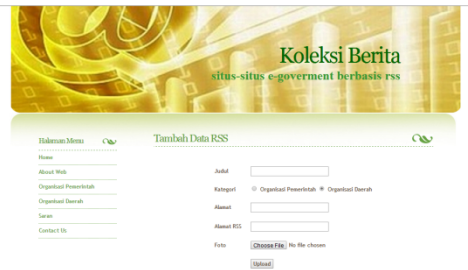 Koleksi Berita
situs-situs e-goverment berbasis rss
Halaman Menu
Home
About Web
Organisasi Pemerintah
Organisasi Daerah
Saran
Contact Us
Tambah Data RSS
Judul
Kategori Organisasi Pemerintah Organisasi Daerah
Alamat
Alamat RSS
Foto Choose File No file chosen
Upload